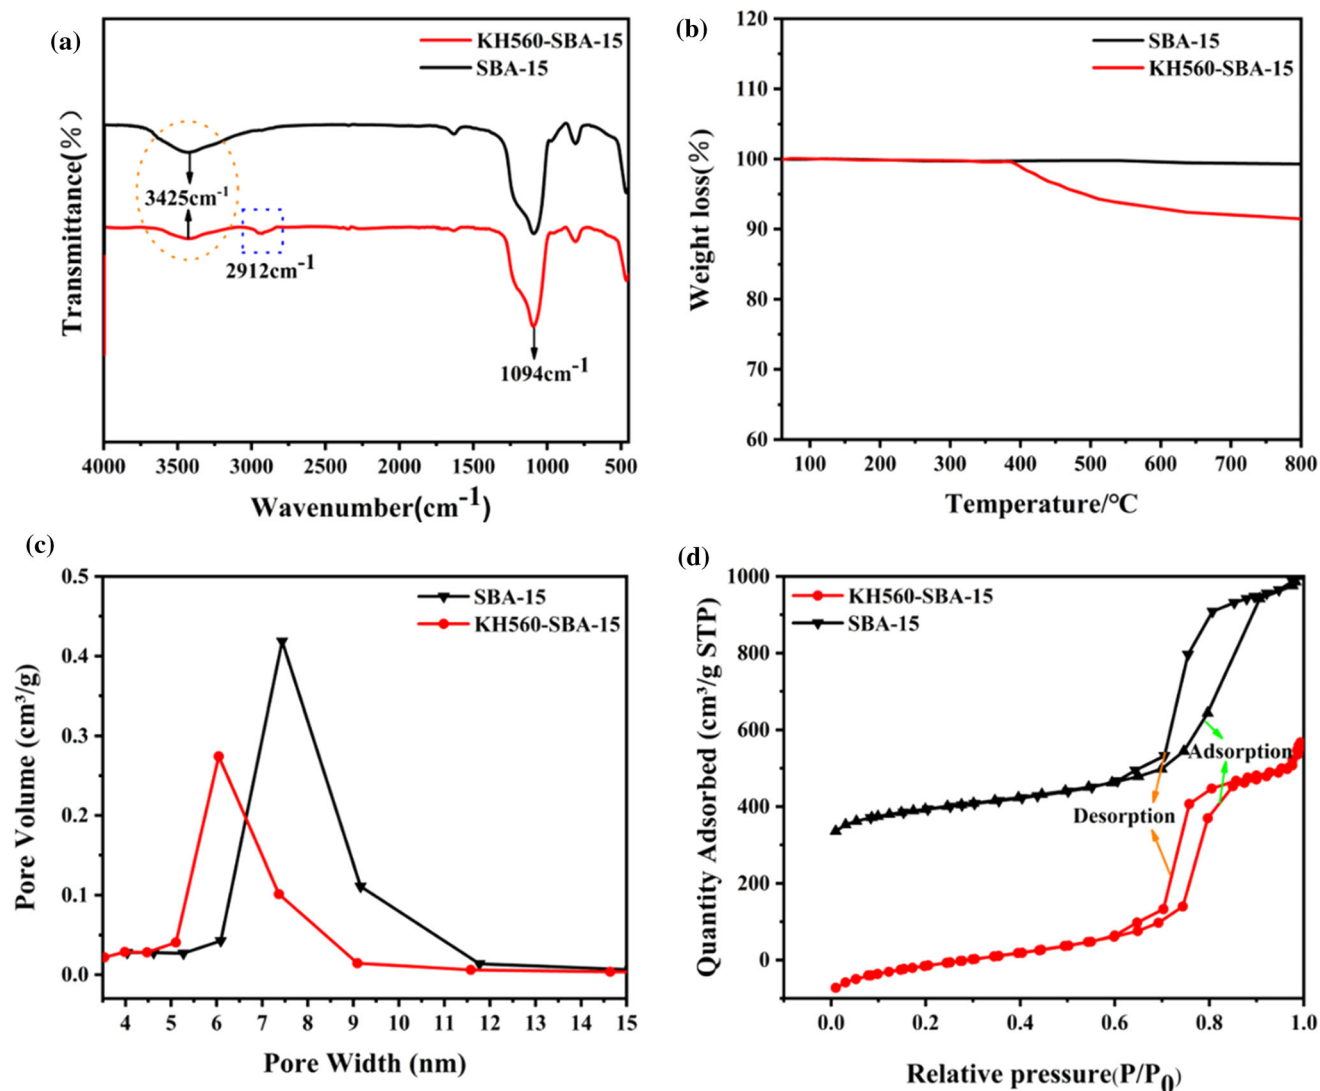 (a)
KH560-SBA-15
SBA-15
Transmittance(%)
3425cm-1
2912cm-1
1094cm-1
4000 3500 3000 2500 2000 1500 1000 500
Wavenumber(cm-1)
(b)
SBA-15
KH560-SBA-15
Weight loss(%)
120
110
100
90
80
70
60
100 200 300 400 500 600 700 800
Temperature/°C
(c)
SBA-15
KH560-SBA-15
Pore Volume (cm³/g)
0.5
0.4
0.3
0.2
0.1
0.0
4 5 6 7 8 9 10 11 12 13 14 15
Pore Width (nm)
(d)
KH560-SBA-15
SBA-15
Quantity Adsorbed (cm³/g STP)
1000
800
600
400
200
0
Adsorption
Desorption
0.0 0.2 0.4 0.6 0.8 1.0
Relative pressure(P/P0)